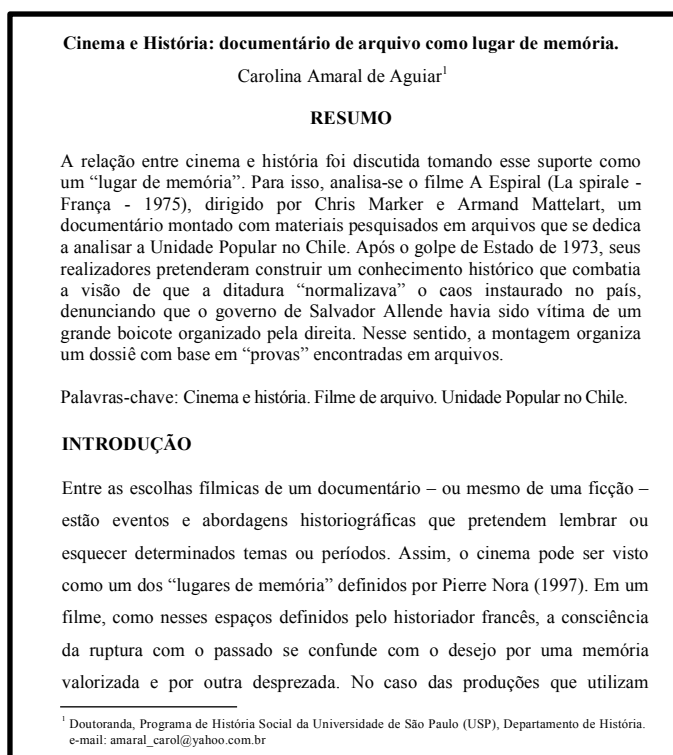 Cinema e História: documentário de arquivo como lugar de memória.
Carolina Amaral de Aguiar1
RESUMO
A relação entre cinema e história foi discutida tomando esse suporte como
um “lugar de memória”. Para isso, analisa-se o filme A Espiral (La spirale -
França - 1975), dirigido por Chris Marker e Armand Mattelart, um
documentário montado com materiais pesquisados em arquivos que se dedica
a analisar a Unidade Popular no Chile. Após o golpe de Estado de 1973, seus
realizadores pretenderam construir um conhecimento histórico que combatia
a visão de que a ditadura “normalizava” o caos instaurado no país,
denunciando que o governo de Salvador Allende havia sido vítima de um
grande boicote organizado pela direita. Nesse sentido, a montagem organiza
um dossiê com base em “provas” encontradas em arquivos.
Palavras-chave: Cinema e história. Filme de arquivo. Unidade Popular no Chile.
INTRODUÇÃO
Entre as escolhas fílmicas de um documentário – ou mesmo de uma ficção –
estão eventos e abordagens historiográficas que pretendem lembrar ou
esquecer determinados temas ou períodos. Assim, o cinema pode ser visto
como um dos “lugares de memória” definidos por Pierre Nora (1997). Em um
filme, como nesses espaços definidos pelo historiador francês, a consciência
da ruptura com o passado se confunde com o desejo por uma memória
valorizada e por outra desprezada. No caso das produções que utilizam
1 Doutoranda, Programa de História Social da Universidade de São Paulo (USP), Departamento de História.
e-mail: amaral_carol@yahoo.com.br